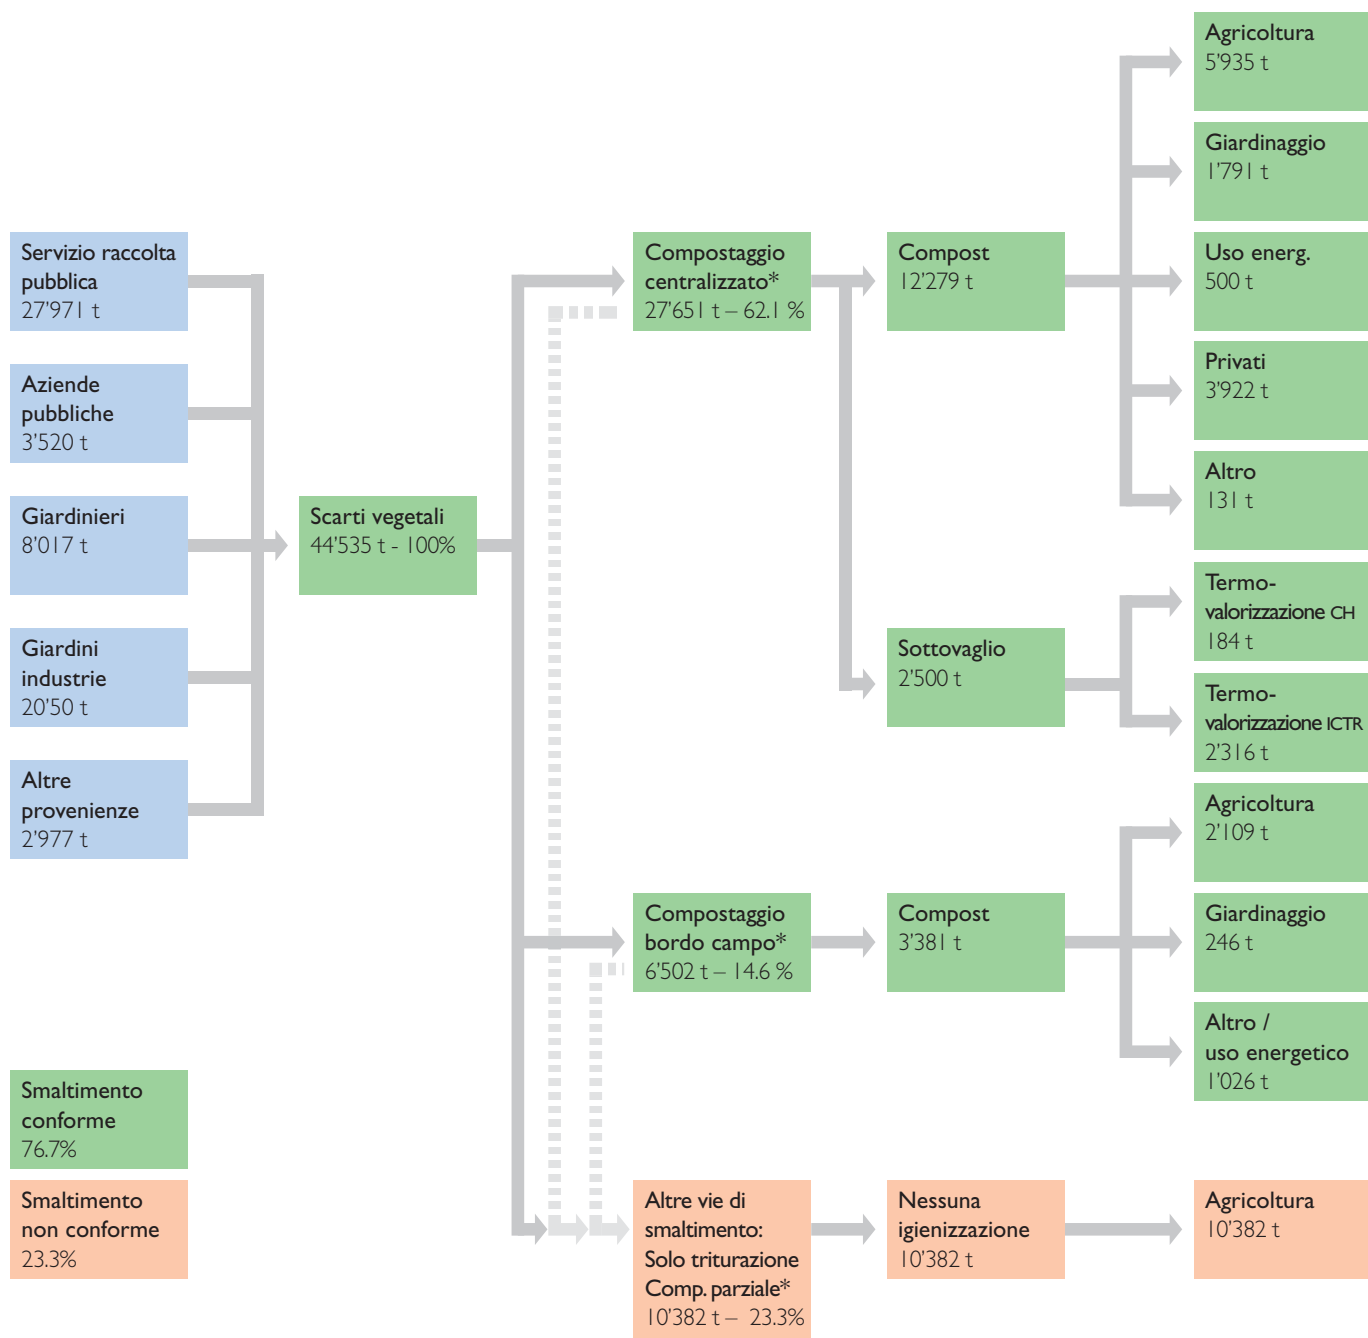 Servizio raccolta
pubblica
27’971 t
Aziende
pubbliche
3’520 t
Giardinieri
8’017 t
Giardini
industrie
20’50 t
Altre
provenienze
2’977 t
Smaltimento
conforme
76.7%
Smaltimento
non conforme
23.3%
Scarti vegetali
44’535 t - 100%
Compostaggio
centralizzato*
27’651 t – 62.1 %
Compostaggio
bordo campo*
6’502 t – 14.6 %
Altre vie di
smaltimento:
Solo triturazione
Comp. parziale*
10’382 t –  23.3%
Compost
12’279 t
Sottovaglio
2’500 t
Compost
3’381 t
Nessuna
igienizzazione
10’382 t
Agricoltura
5’935 t
Giardinaggio
1’791 t
Uso energ.
500 t
Privati
3’922 t
Altro
131 t
Termo-
valorizzazione CH
184 t
Termo-
valorizzazione ICTR
2’316 t
Agricoltura
2’109 t
Giardinaggio
246 t
Altro /
uso energetico
1’026 t
Agricoltura
10’382 t